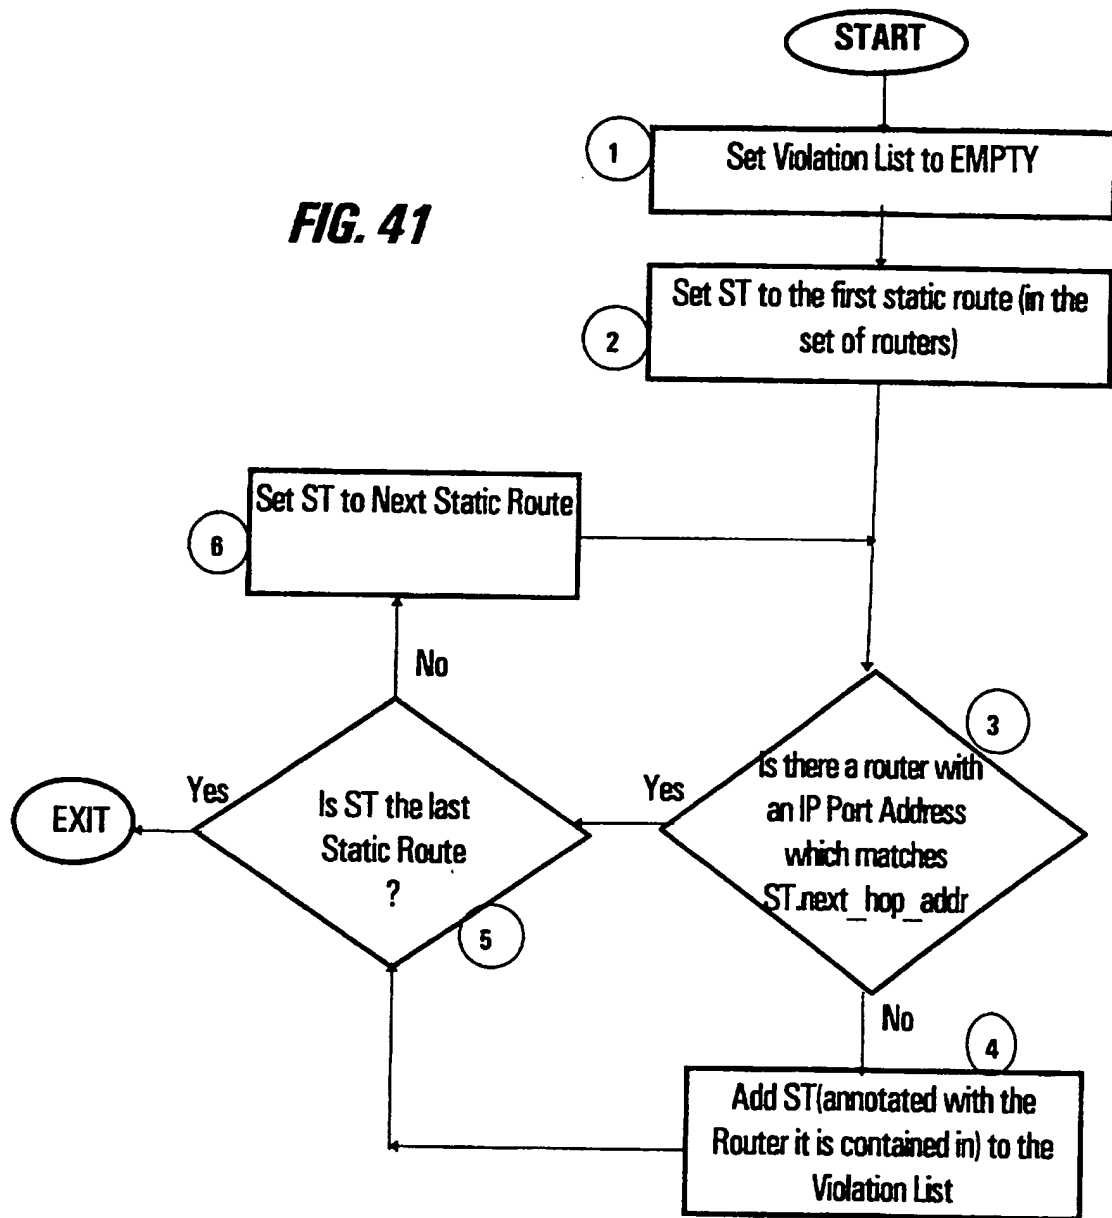 START
1
Set Violation List to EMPTY
FIG. 41
2
Set ST to the first static route (in the
set of routers)
Set ST to Next Static Route
6
No
3
Is there a router with
an IP Port Address
which matches
ST.next_hop_addr
Yes
Is ST the last
Static Route
?
5
Yes
EXIT
No
4
Add ST(annotated with the
Router it is contained in) to the
Violation List